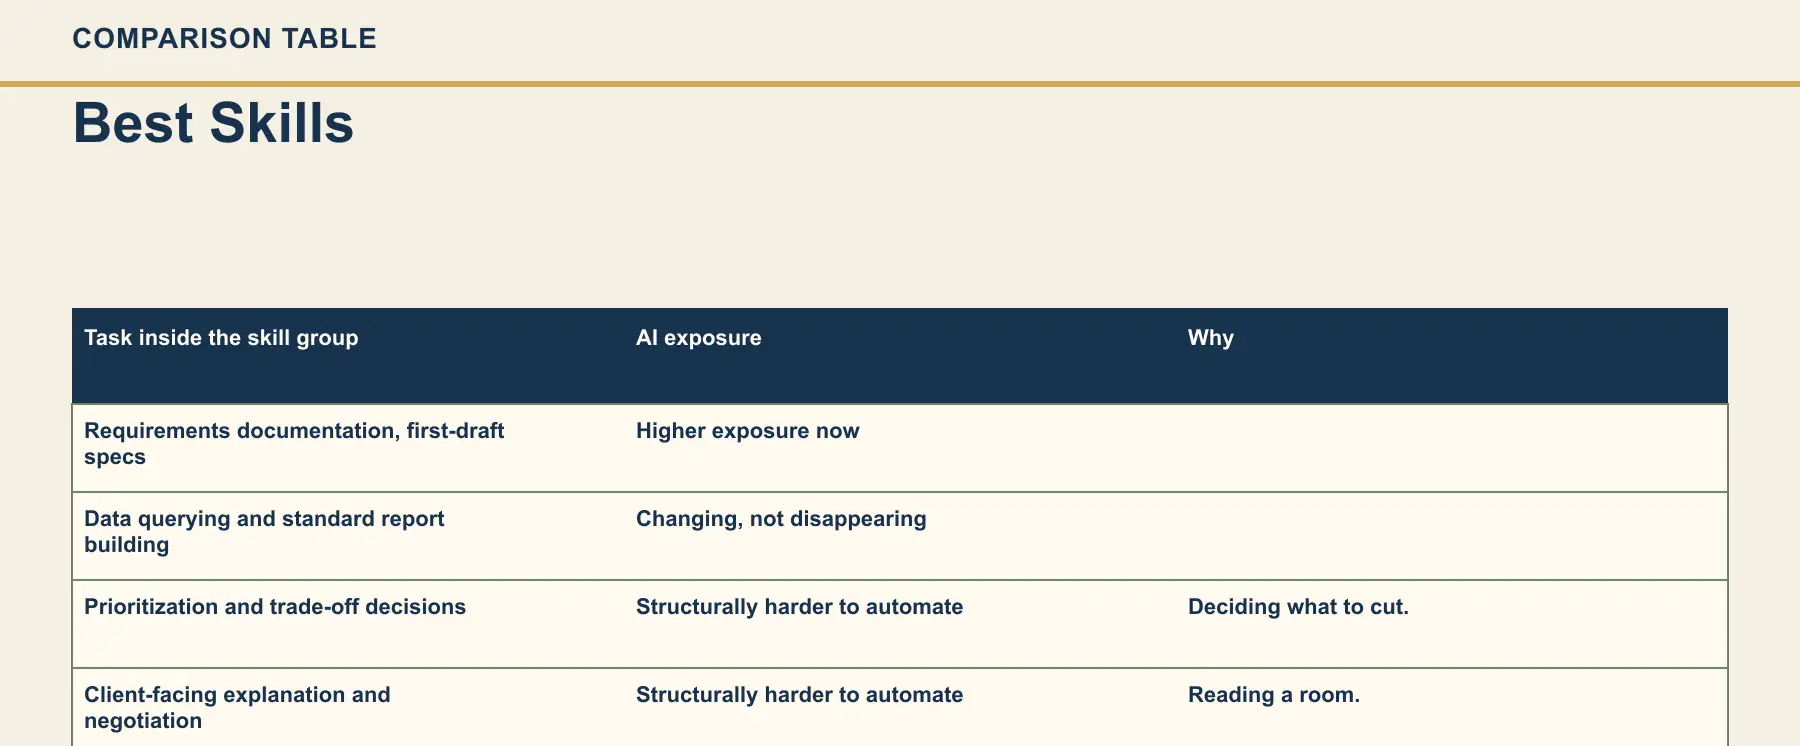 COMPARISON TABLE
Best Skills
Task inside the skill group
AI exposure
Why
Requirements documentation, first-draft
specs
Higher exposure now
Data querying and standard report
building
Changing, not disappearing
Prioritization and trade-off decisions
Structurally harder to automate
Deciding what to cut.
Client-facing explanation and
negotiation
Structurally harder to automate
Reading a room.